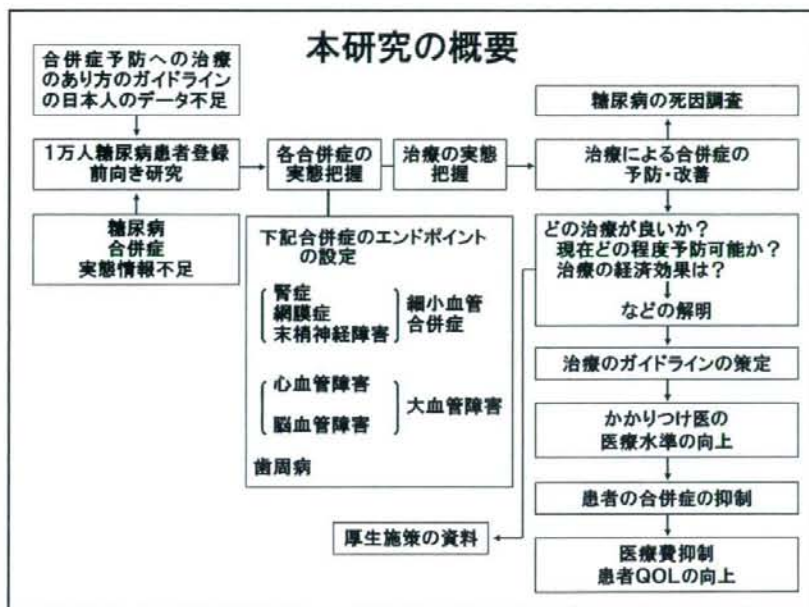 本研究の概要
合併症予防への治療
のあり方のガイドライン
の日本人のデータ不足
1万人糖尿病患者登録
前向き研究
糖尿病
合併症
実態情報不足
各合併症の
実態把握
治療の実態
把握
下記合併症のエンドポイント
の設定
腎症
網膜症
末梢神経障害
細小血管
合併症
心血管障害
脳血管障害
大血管障害
歯周病
糖尿病の死因調査
治療による合併症の
予防・改善
どの治療が良いか?
現在どの程度予防可能か?
治療の経済効果は?
などの解明
治療のガイドラインの策定
かかりつけ医の
医療水準の向上
患者の合併症の抑制
厚生施策の資料
医療費抑制
患者QOLの向上